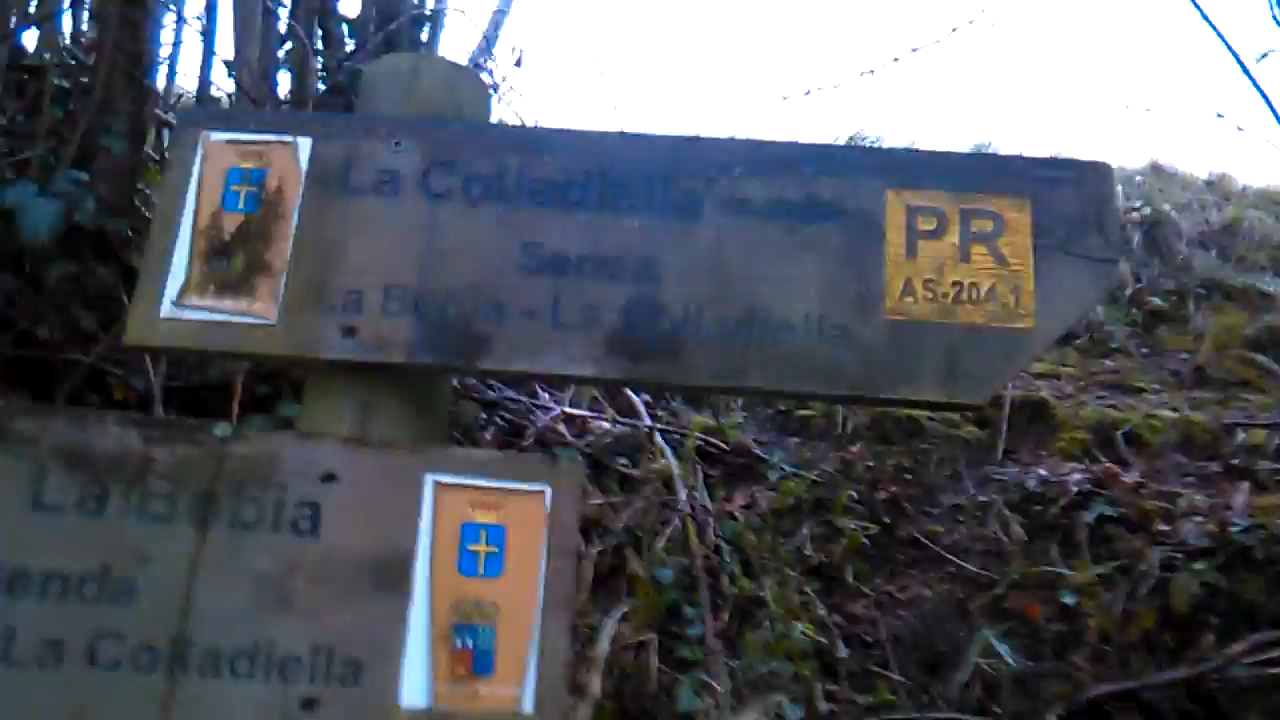 La Colladiella
PR
AS-204.1
Senda
La Bobia - La Colladiella
La Bobia
enda
La Colladiella